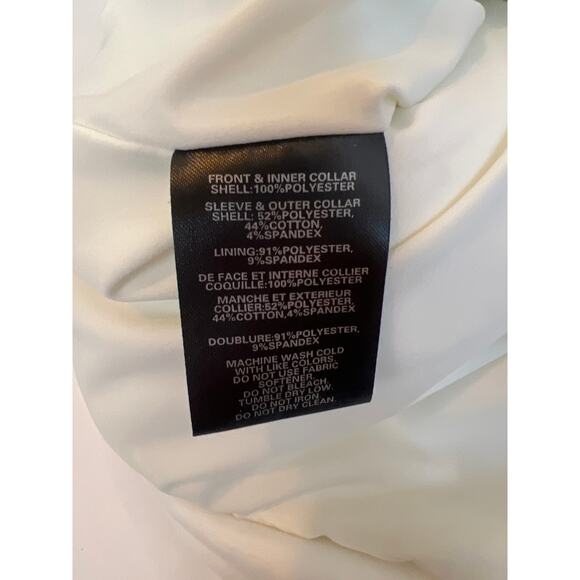 FRONT & INNER COLLAR
SHELL:100%POLYESTER
SLEEVE & OUTER COLLAR
SHELL: 52%POLYESTER,
44%COTTON,
4%SPANDEX
LINING:91%POLYESTER,
9%SPANDEX
DE FACE ET INTERNE COLLIER
COQUILLE:100%POLYESTER
MANCHE ET EXTERIEUR
COLLIER:52%POLYESTER,
44%COTTON,4%SPANDEX
DOUBLURE:91%POLYESTER,
9%SPANDEX
MACHINE WASH COLD
WITH LIKE COLORS.
DO NOT USE FABRIC
SOFTENER.
DO NOT BLEACH.
TUMBLE DRY LOW.
DO NOT IRON.
DO NOT DRY CLEAN.